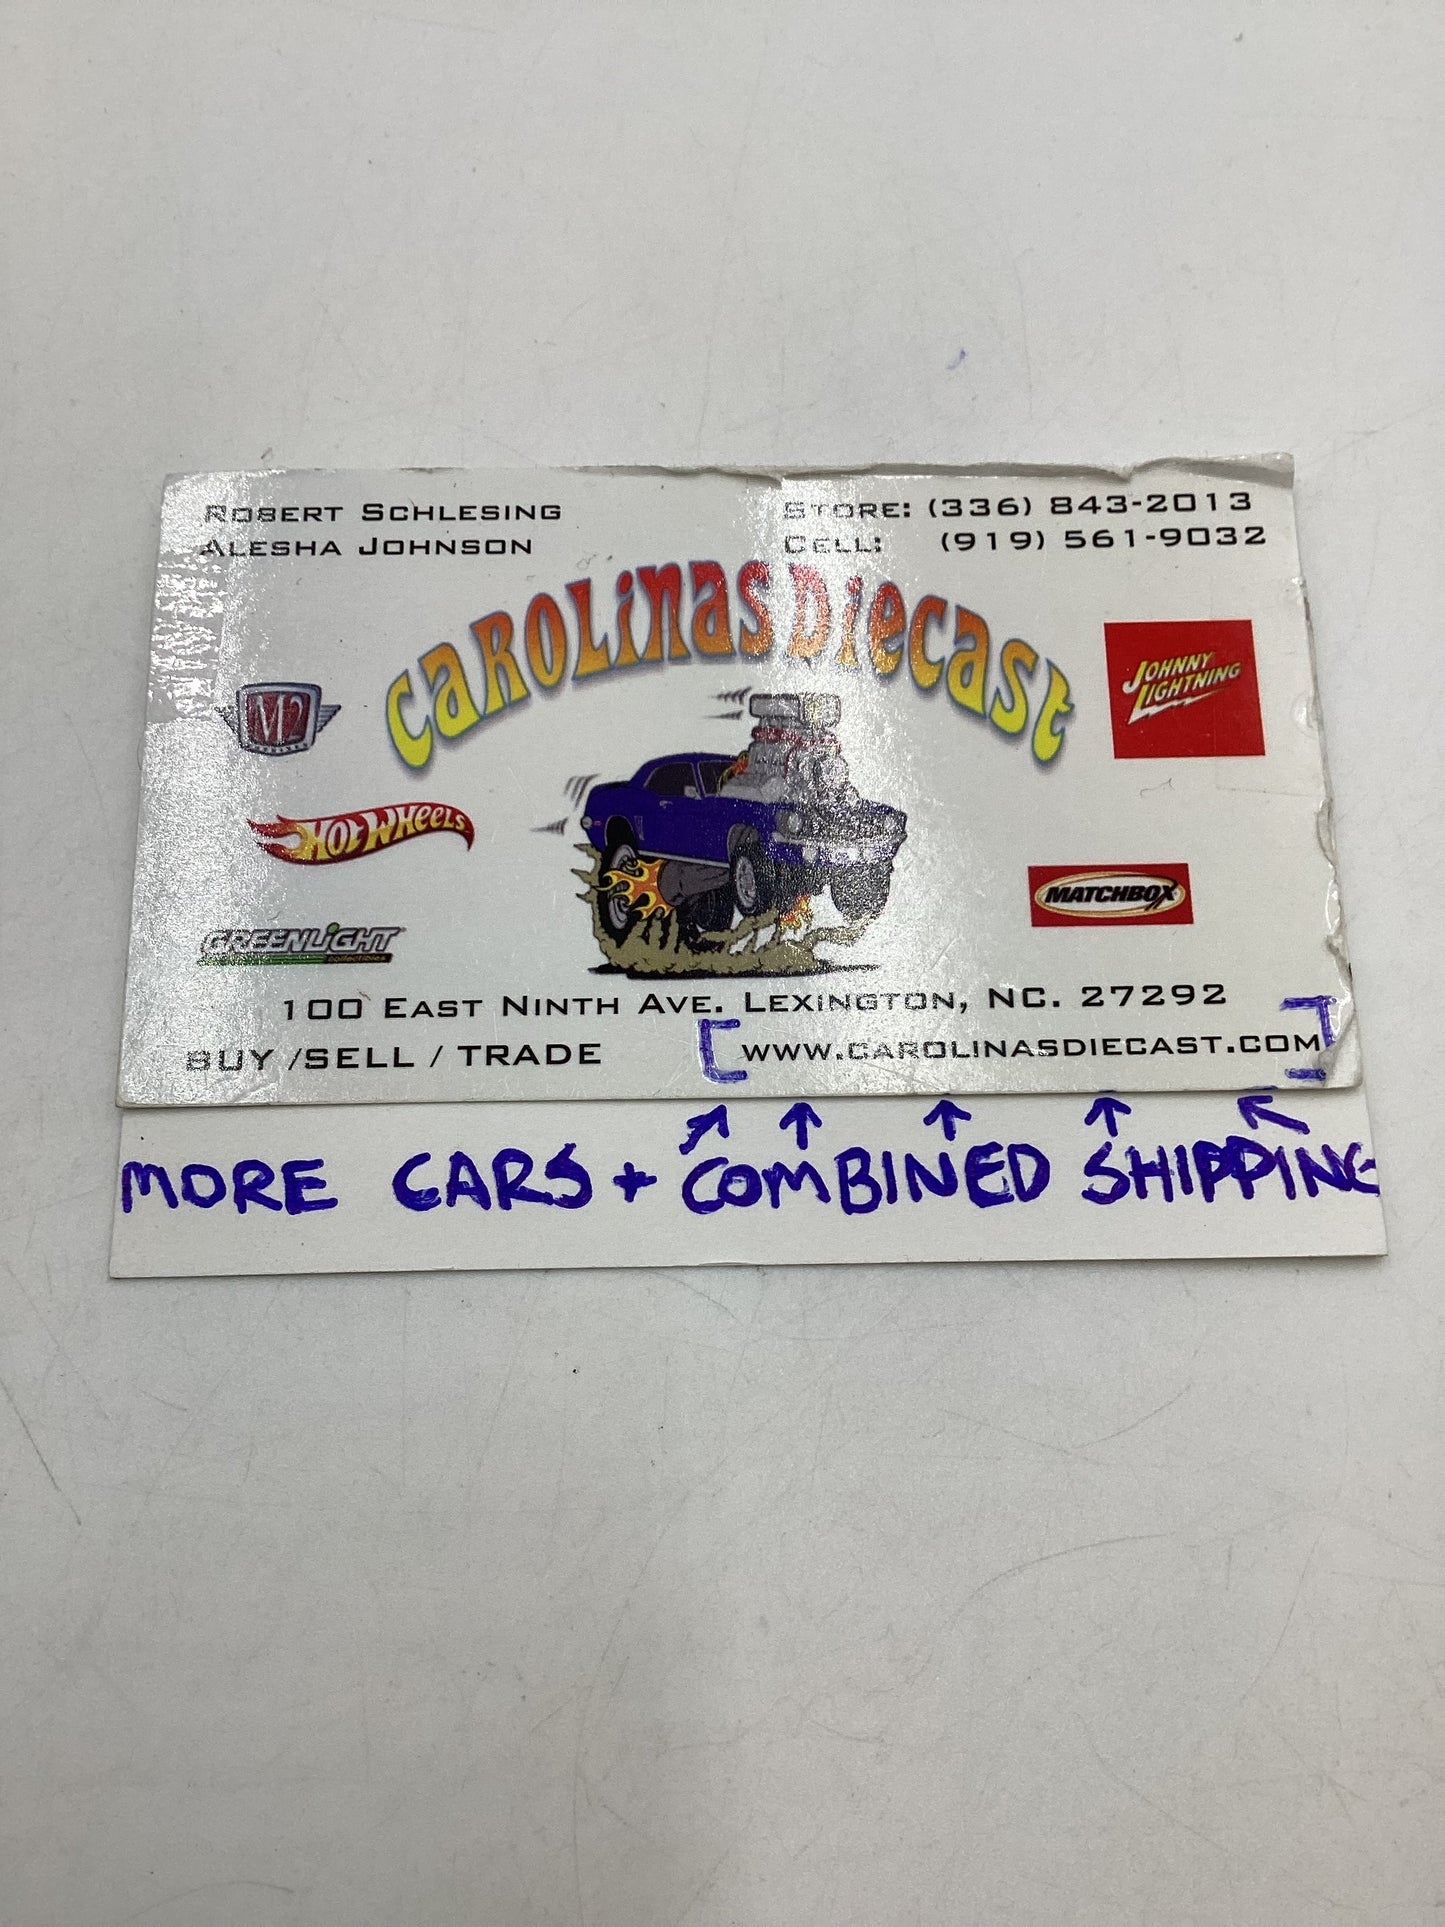 ROBERT SCHLESING
ALESHA JOHNSON
STORE: (336) 843-2013
CELL: (919) 561-9032
CAROLiNAS DiECAST
M2
JOHNNY
LIGHTNING
HOT WHEELS
MATCHBOX
GREENLiGHT
collectibles
100 EAST NINTH AVE. LEXINGTON, NC. 27292
BUY /SELL / TRADE
[WWW.CAROLINASDIECAST.COM]
MORE CARS + COMBINED SHIPPING